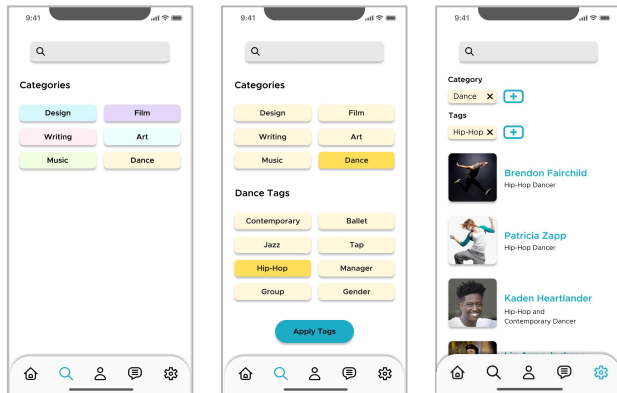 9:41
Categories
Design Film
Writing Art
Music Dance
9:41
Categories
Design Film
Writing Art
Music Dance
Dance Tags
Contemporary Ballet
Jazz Tap
Hip-Hop Manager
Group Gender
Apply Tags
9:41
Category
Dance X +
Tags
Hip-Hop X +
Brendon Fairchild
Hip-Hop Dancer
Patricia Zapp
Hip-Hop Dancer
Kaden Heartlander
Hip-Hop and
Contemporary Dancer